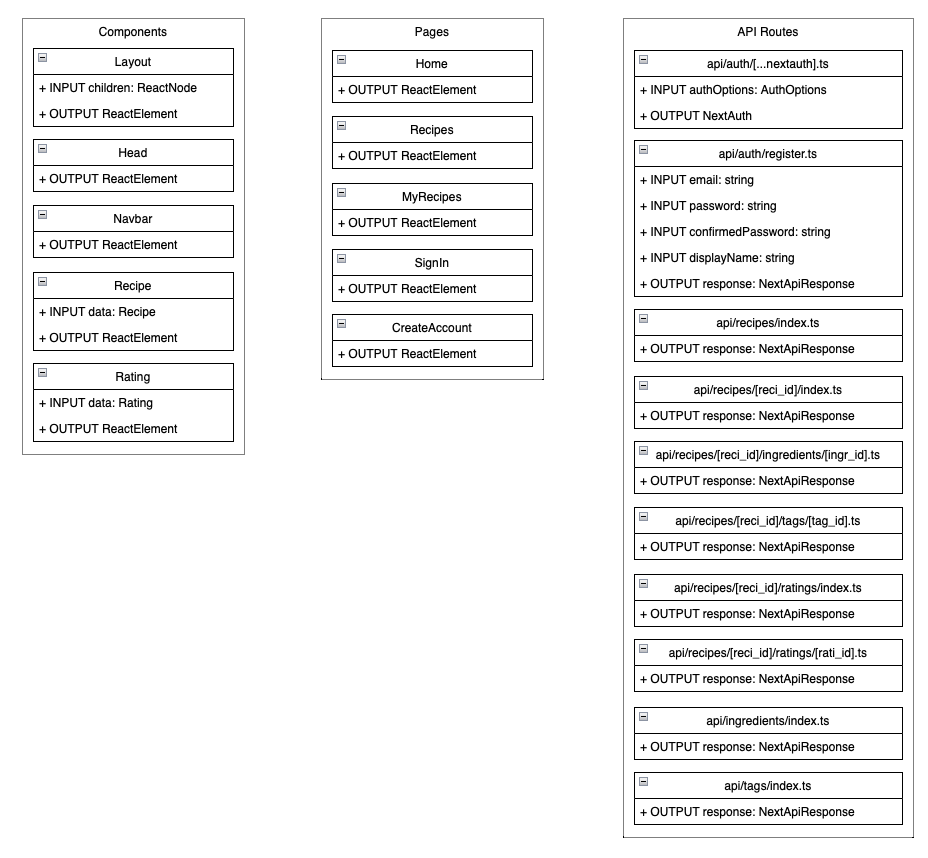 Components
Layout
+ INPUT children: ReactNode
+ OUTPUT ReactElement
Head
+ OUTPUT ReactElement
Navbar
+ OUTPUT ReactElement
Recipe
+ INPUT data: Recipe
+ OUTPUT ReactElement
Rating
+ INPUT data: Rating
+ OUTPUT ReactElement
Pages
Home
+ OUTPUT ReactElement
Recipes
+ OUTPUT ReactElement
MyRecipes
+ OUTPUT ReactElement
SignIn
+ OUTPUT ReactElement
CreateAccount
+ OUTPUT ReactElement
API Routes
api/auth/[...nextauth].ts
+ INPUT authOptions: AuthOptions
+ OUTPUT NextAuth
api/auth/register.ts
+ INPUT email: string
+ INPUT password: string
+ INPUT confirmedPassword: string
+ INPUT displayName: string
+ OUTPUT response: NextApiResponse
api/recipes/index.ts
+ OUTPUT response: NextApiResponse
api/recipes/[reci_id]/index.ts
+ OUTPUT response: NextApiResponse
api/recipes/[reci_id]/ingredients/[ingr_id].ts
+ OUTPUT response: NextApiResponse
api/recipes/[reci_id]/tags/[tag_id].ts
+ OUTPUT response: NextApiResponse
api/recipes/[reci_id]/ratings/index.ts
+ OUTPUT response: NextApiResponse
api/recipes/[reci_id]/ratings/[rati_id].ts
+ OUTPUT response: NextApiResponse
api/ingredients/index.ts
+ OUTPUT response: NextApiResponse
api/tags/index.ts
+ OUTPUT response: NextApiResponse